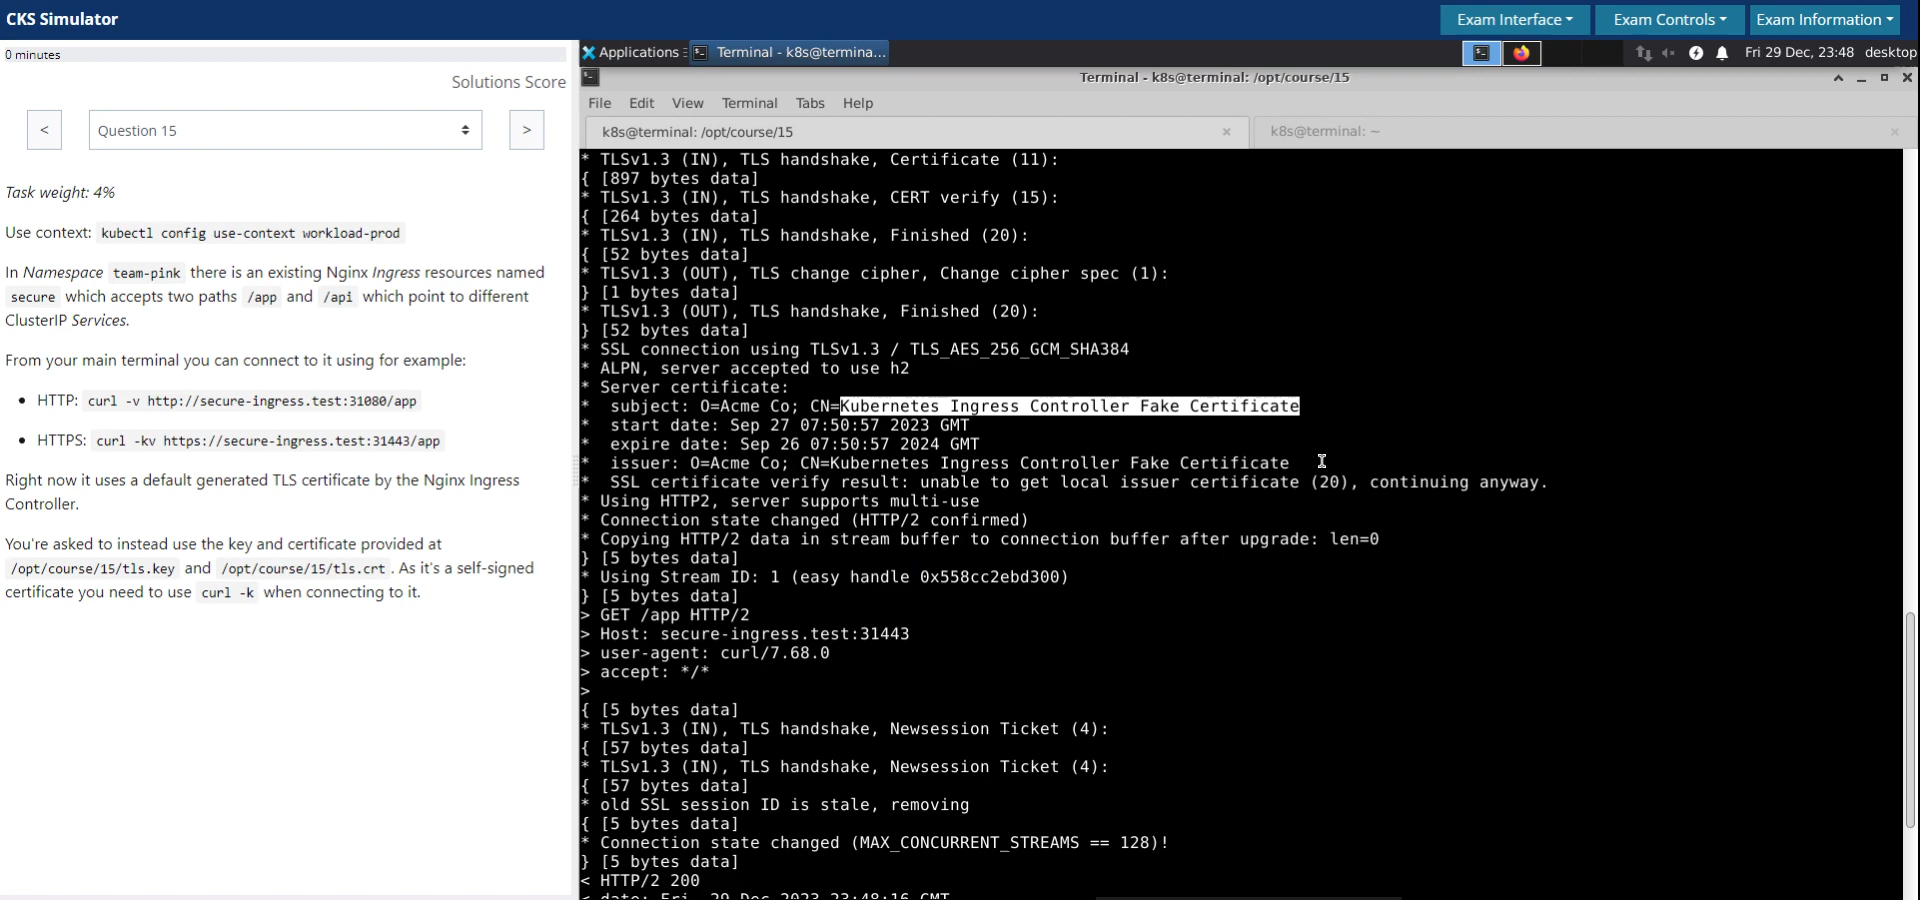 CKS Simulator
Exam Interface
Exam Controls
Exam Information
0 minutes
Solutions Score
<
Question 15
>
Task weight: 4%
Use context: kubectl config use-context workload-prod
In Namespace team-pink there is an existing Nginx Ingress resources named
secure which accepts two paths /app and /api which point to different
ClusterIP Services.
From your main terminal you can connect to it using for example:
• HTTP: curl -v http://secure-ingress.test:31080/app
• HTTPS: curl -kv https://secure-ingress.test:31443/app
Right now it uses a default generated TLS certificate by the Nginx Ingress
Controller.
You're asked to instead use the key and certificate provided at
/opt/course/15/tls.key and /opt/course/15/tls.crt. As it's a self-signed
certificate you need to use curl -k when connecting to it.
Applications
Terminal - k8s@termina...
Fri 29 Dec, 23:48
desktop
Terminal - k8s@terminal: /opt/course/15
File Edit View Terminal Tabs Help
k8s@terminal: /opt/course/15
k8s@terminal: ~
* TLSv1.3 (IN), TLS handshake, Certificate (11):
{ [897 bytes data]
* TLSv1.3 (IN), TLS handshake, CERT verify (15):
{ [264 bytes data]
* TLSv1.3 (IN), TLS handshake, Finished (20):
{ [52 bytes data]
* TLSv1.3 (OUT), TLS change cipher, Change cipher spec (1):
} [1 bytes data]
* TLSv1.3 (OUT), TLS handshake, Finished (20):
} [52 bytes data]
* SSL connection using TLSv1.3 / TLS_AES_256_GCM_SHA384
* ALPN, server accepted to use h2
* Server certificate:
*  subject: O=Acme Co; CN=Kubernetes Ingress Controller Fake Certificate
*  start date: Sep 27 07:50:57 2023 GMT
*  expire date: Sep 26 07:50:57 2024 GMT
*  issuer: O=Acme Co; CN=Kubernetes Ingress Controller Fake Certificate
*  SSL certificate verify result: unable to get local issuer certificate (20), continuing anyway.
* Using HTTP2, server supports multi-use
* Connection state changed (HTTP/2 confirmed)
* Copying HTTP/2 data in stream buffer to connection buffer after upgrade: len=0
} [5 bytes data]
* Using Stream ID: 1 (easy handle 0x558cc2ebd300)
} [5 bytes data]
> GET /app HTTP/2
> Host: secure-ingress.test:31443
> user-agent: curl/7.68.0
> accept: */*
>
{ [5 bytes data]
* TLSv1.3 (IN), TLS handshake, Newsession Ticket (4):
{ [57 bytes data]
* TLSv1.3 (IN), TLS handshake, Newsession Ticket (4):
{ [57 bytes data]
* old SSL session ID is stale, removing
{ [5 bytes data]
* Connection state changed (MAX_CONCURRENT_STREAMS == 128)!
} [5 bytes data]
< HTTP/2 200
< date: Fri, 29 Dec 2023 23:48:16 GMT